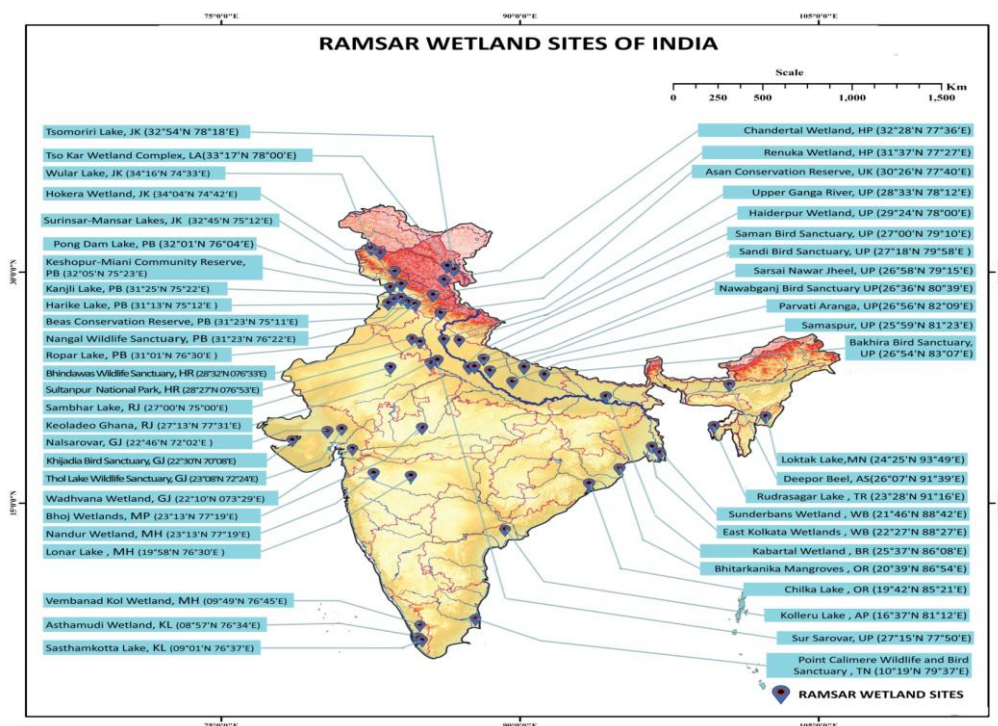 75°0'0"E
90°0'0"E
105°0'0"E
RAMSAR WETLAND SITES OF INDIA
Scale
Km
0 250 500 750 1,000 1,500
Tsomoriri Lake, JK (32°54'N 78°18'E)
Tso Kar Wetland Complex, LA(33°17'N 78°00'E)
Wular Lake, JK (34°16'N 74°33'E)
Hokera Wetland, JK (34°04'N 74°42'E)
Surinsar-Mansar Lakes, JK (32°45'N 75°12'E)
Pong Dam Lake, PB (32°01'N 76°04'E)
Keshopur-Miani Community Reserve,
PB (32°05'N 75°23'E)
Kanjli Lake, PB (31°25'N 75°22'E)
Harike Lake, PB (31°13'N 75°12'E )
Beas Conservation Reserve, PB (31°23'N 75°11'E)
Nangal Wildlife Sanctuary, PB (31°23'N 76°22'E)
Ropar Lake, PB (31°01'N 76°30'E )
Bhindawas Wildlife Sanctuary, HR (28°32'N 076°33'E)
Sultanpur National Park, HR (28°27'N 076°53'E)
Sambhar Lake, RJ (27°00'N 75°00'E)
Keoladeo Ghana, RJ (27°13'N 77°31'E)
Nalsarovar, GJ (22°46'N 72°02'E )
Khijadia Bird Sanctuary, GJ (22°30'N 70°08'E)
Thol Lake Wildlife Sanctuary, GJ (23°08'N 72°24'E)
Wadhvana Wetland, GJ (22°10'N 073°29'E)
Bhoj Wetlands, MP (23°13'N 77°19'E)
Nandur Wetland, MH (23°13'N 77°19'E)
Lonar Lake , MH (19°58'N 76°30'E )
Vembanad Kol Wetland, MH (09°49'N 76°45'E)
Asthamudi Wetland, KL (08°57'N 76°34'E)
Sasthamkotta Lake, KL (09°01'N 76°37'E)
Chandertal Wetland, HP (32°28'N 77°36'E)
Renuka Wetland, HP (31°37'N 77°27'E)
Asan Conservation Reserve, UK (30°26'N 77°40'E)
Upper Ganga River, UP (28°33'N 78°12'E)
Haiderpur Wetland, UP (29°24'N 78°00'E)
Saman Bird Sanctuary, UP (27°00'N 79°10'E)
Sandi Bird Sanctuary, UP (27°18'N 79°58'E )
Sarsai Nawar Jheel, UP (26°58'N 79°15'E)
Nawabganj Bird Sanctuary UP(26°36'N 80°39'E)
Parvati Aranga, UP(26°56'N 82°09'E)
Samaspur, UP (25°59'N 81°23'E)
Bakhira Bird Sanctuary,
UP (26°54'N 83°07'E)
Loktak Lake,MN (24°25'N 93°49'E)
Deepor Beel, AS(26°07'N 91°39'E)
Rudrasagar Lake , TR (23°28'N 91°16'E)
Sunderbans Wetland , WB (21°46'N 88°42'E)
East Kolkata Wetlands , WB (22°27'N 88°27'E)
Kabartal Wetland , BR (25°37'N 86°08'E)
Bhitarkanika Mangroves , OR (20°39'N 86°54'E)
Chilka Lake , OR (19°42'N 85°21'E)
Kolleru Lake , AP (16°37'N 81°12'E)
Sur Sarovar, UP (27°15'N 77°50'E)
Point Calimere Wildlife and Bird
Sanctuary , TN (10°19'N 79°37'E)
RAMSAR WETLAND SITES
75°0'0"E
90°0'0"E